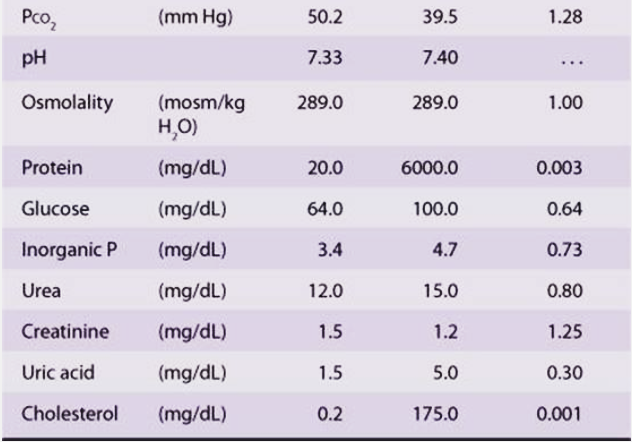 Pco₂ (mm Hg) 50.2 39.5 1.28
pH 7.33 7.40 ...
Osmolality (mosm/kg 289.0 289.0 1.00
H₂O)
Protein (mg/dL) 20.0 6000.0 0.003
Glucose (mg/dL) 64.0 100.0 0.64
Inorganic P (mg/dL) 3.4 4.7 0.73
Urea (mg/dL) 12.0 15.0 0.80
Creatinine (mg/dL) 1.5 1.2 1.25
Uric acid (mg/dL) 1.5 5.0 0.30
Cholesterol (mg/dL) 0.2 175.0 0.001